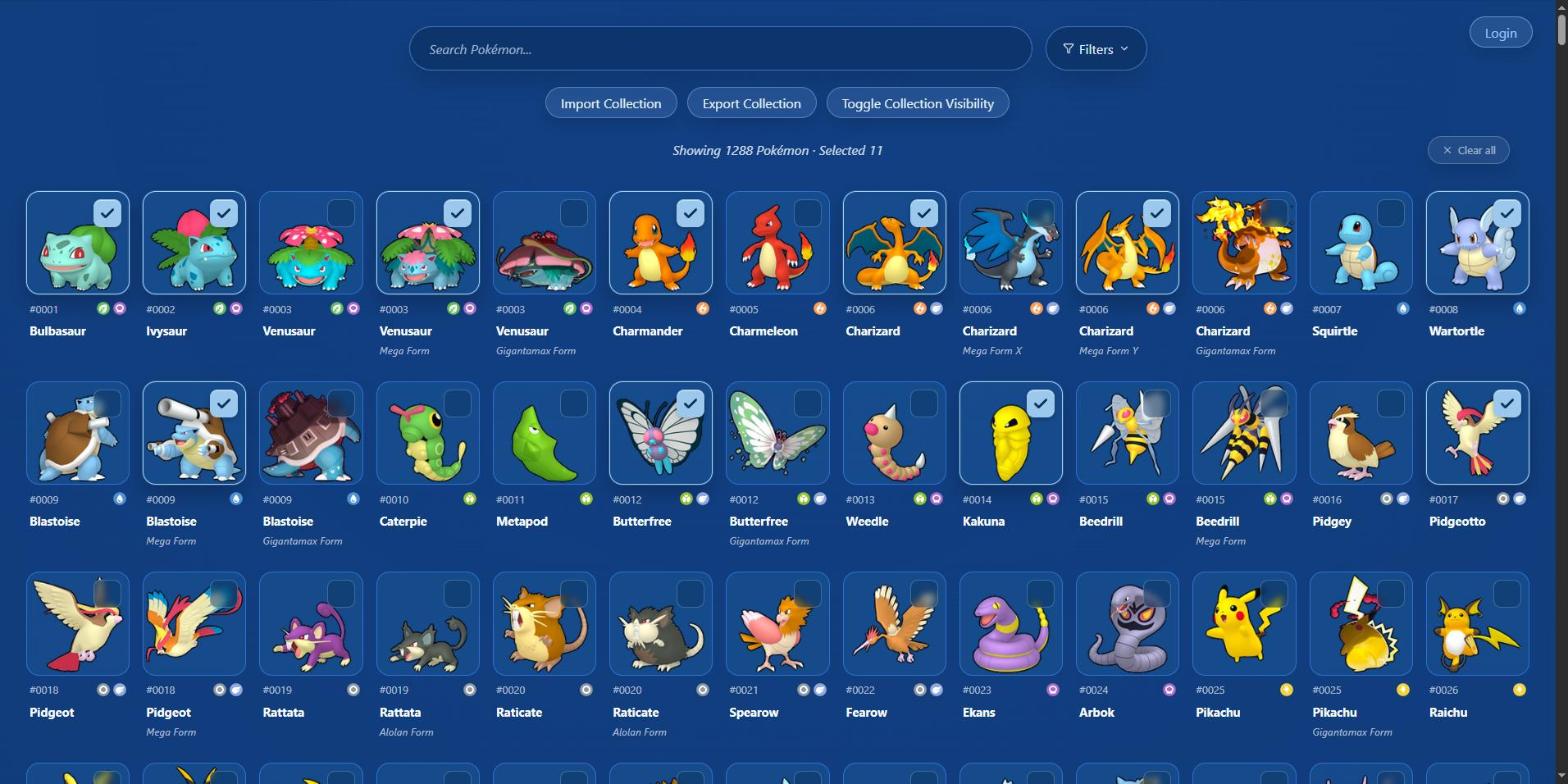 Search Pokémon...
Filters
Login
Import Collection
Export Collection
Toggle Collection Visibility
Showing 1288 Pokémon · Selected 11
Clear all
#0001
#0002
#0003
#0003
#0003
#0004
#0005
#0006
#0006
#0006
#0006
#0007
#0008
Bulbasaur
Ivysaur
Venusaur
Venusaur
Venusaur
Charmander
Charmeleon
Charizard
Charizard
Charizard
Charizard
Squirtle
Wartortle
Mega Form
Gigantamax Form
Mega Form X
Mega Form Y
Gigantamax Form
#0009
#0009
#0009
#0010
#0011
#0012
#0012
#0013
#0014
#0015
#0015
#0016
#0017
Blastoise
Blastoise
Blastoise
Caterpie
Metapod
Butterfree
Butterfree
Weedle
Kakuna
Beedrill
Beedrill
Pidgey
Pidgeotto
Mega Form
Gigantamax Form
Gigantamax Form
Mega Form
#0018
#0018
#0019
#0019
#0020
#0020
#0021
#0022
#0023
#0024
#0025
#0025
#0026
Pidgeot
Pidgeot
Rattata
Rattata
Raticate
Raticate
Spearow
Fearow
Ekans
Arbok
Pikachu
Pikachu
Raichu
Mega Form
Alolan Form
Alolan Form
Gigantamax Form